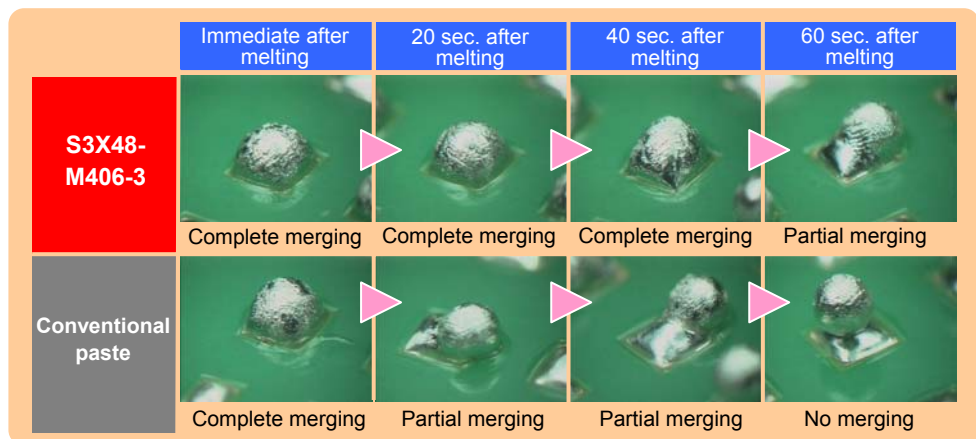 Immediate after
melting
20 sec. after
melting
40 sec. after
melting
60 sec. after
melting
S3X48-
M406-3
Complete merging
Complete merging
Complete merging
Partial merging
Conventional
paste
Complete merging
Partial merging
Partial merging
No merging